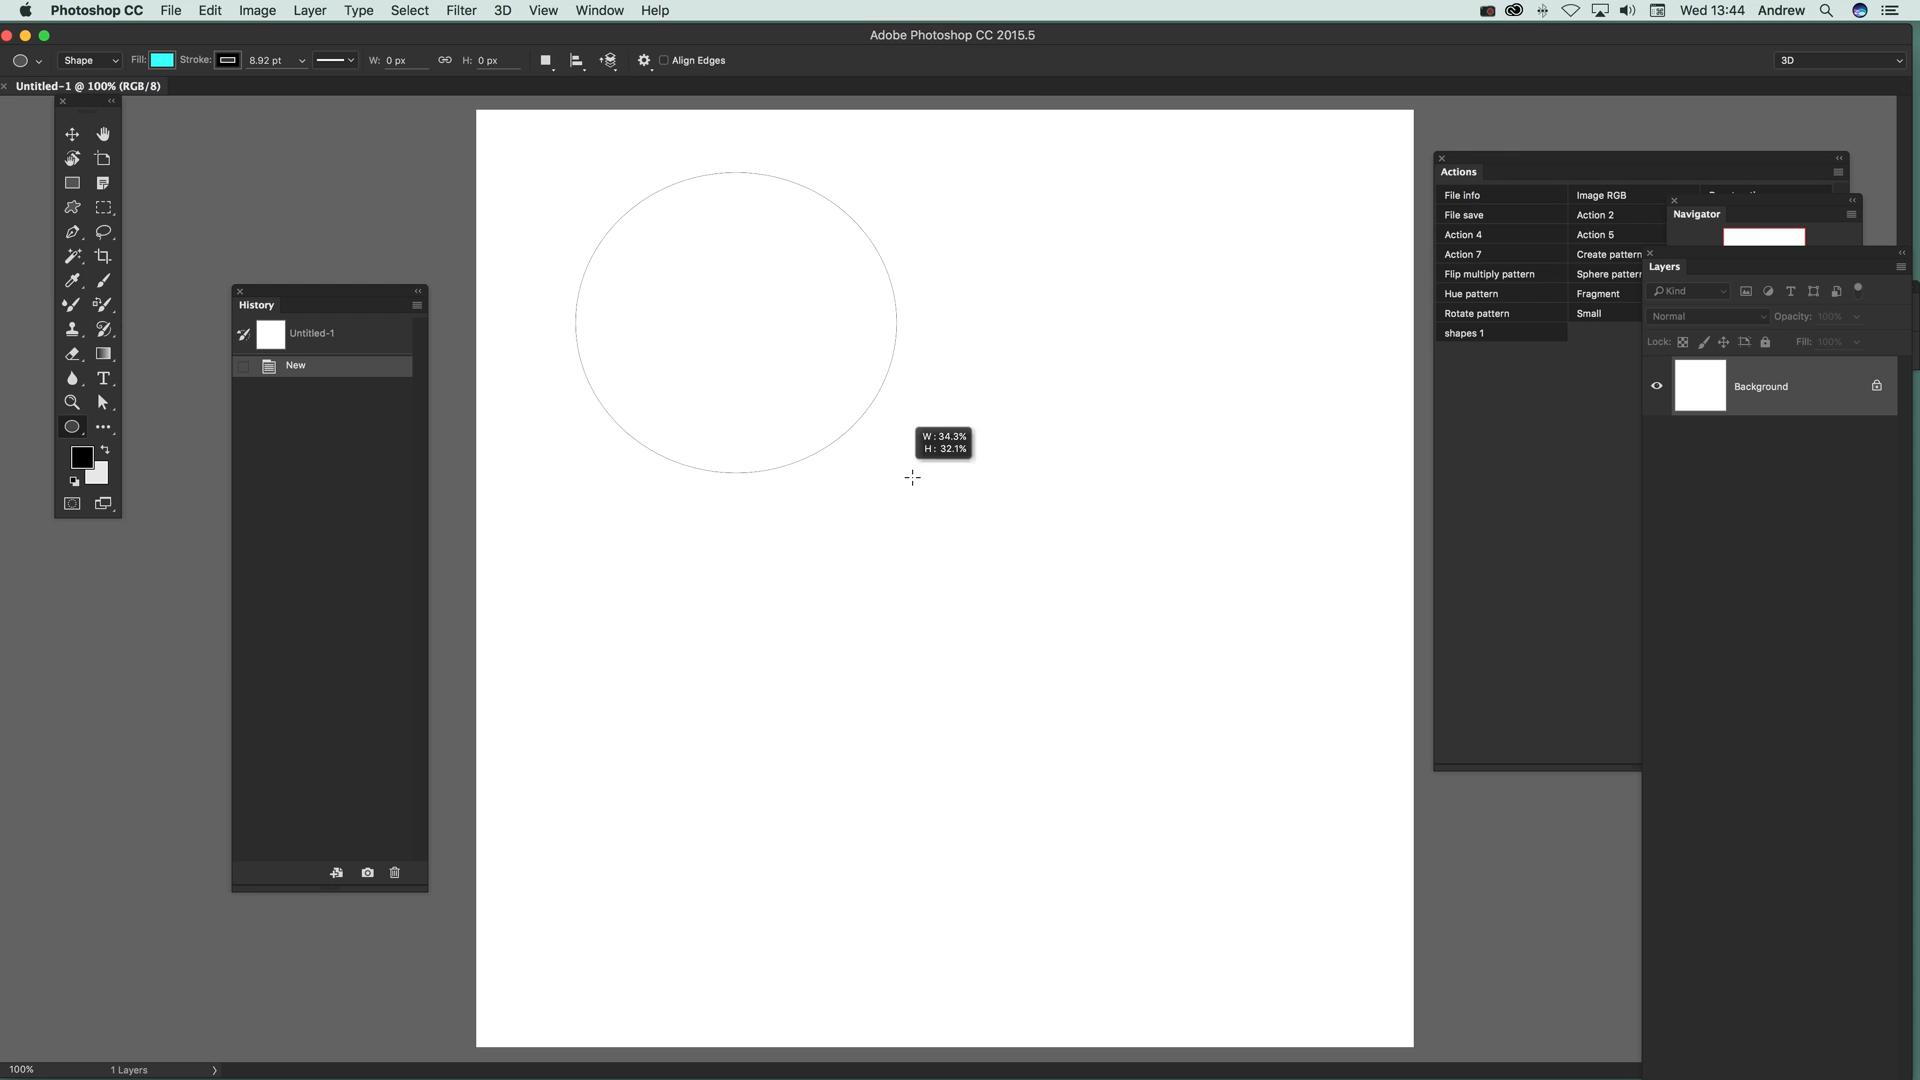 Photoshop CC File Edit Image Layer Type Select Filter 3D View Window Help Wed 13:44 Andrew
Adobe Photoshop CC 2015.5
Shape Fill: Stroke: 8.92 pt W: 0 px H: 0 px Align Edges 3D
Untitled-1 @ 100% (RGB/8)
History
Untitled-1
New
W : 34.3%
H : 32.1%
Actions
File info Image RGB
File save Action 2
Action 4 Action 5
Action 7 Create pattern
Flip multiply pattern Sphere pattern
Hue pattern Fragment
Rotate pattern Small
shapes 1
Navigator
Layers
Kind
Normal Opacity: 100%
Lock: Fill: 100%
Background
100% 1 Layers